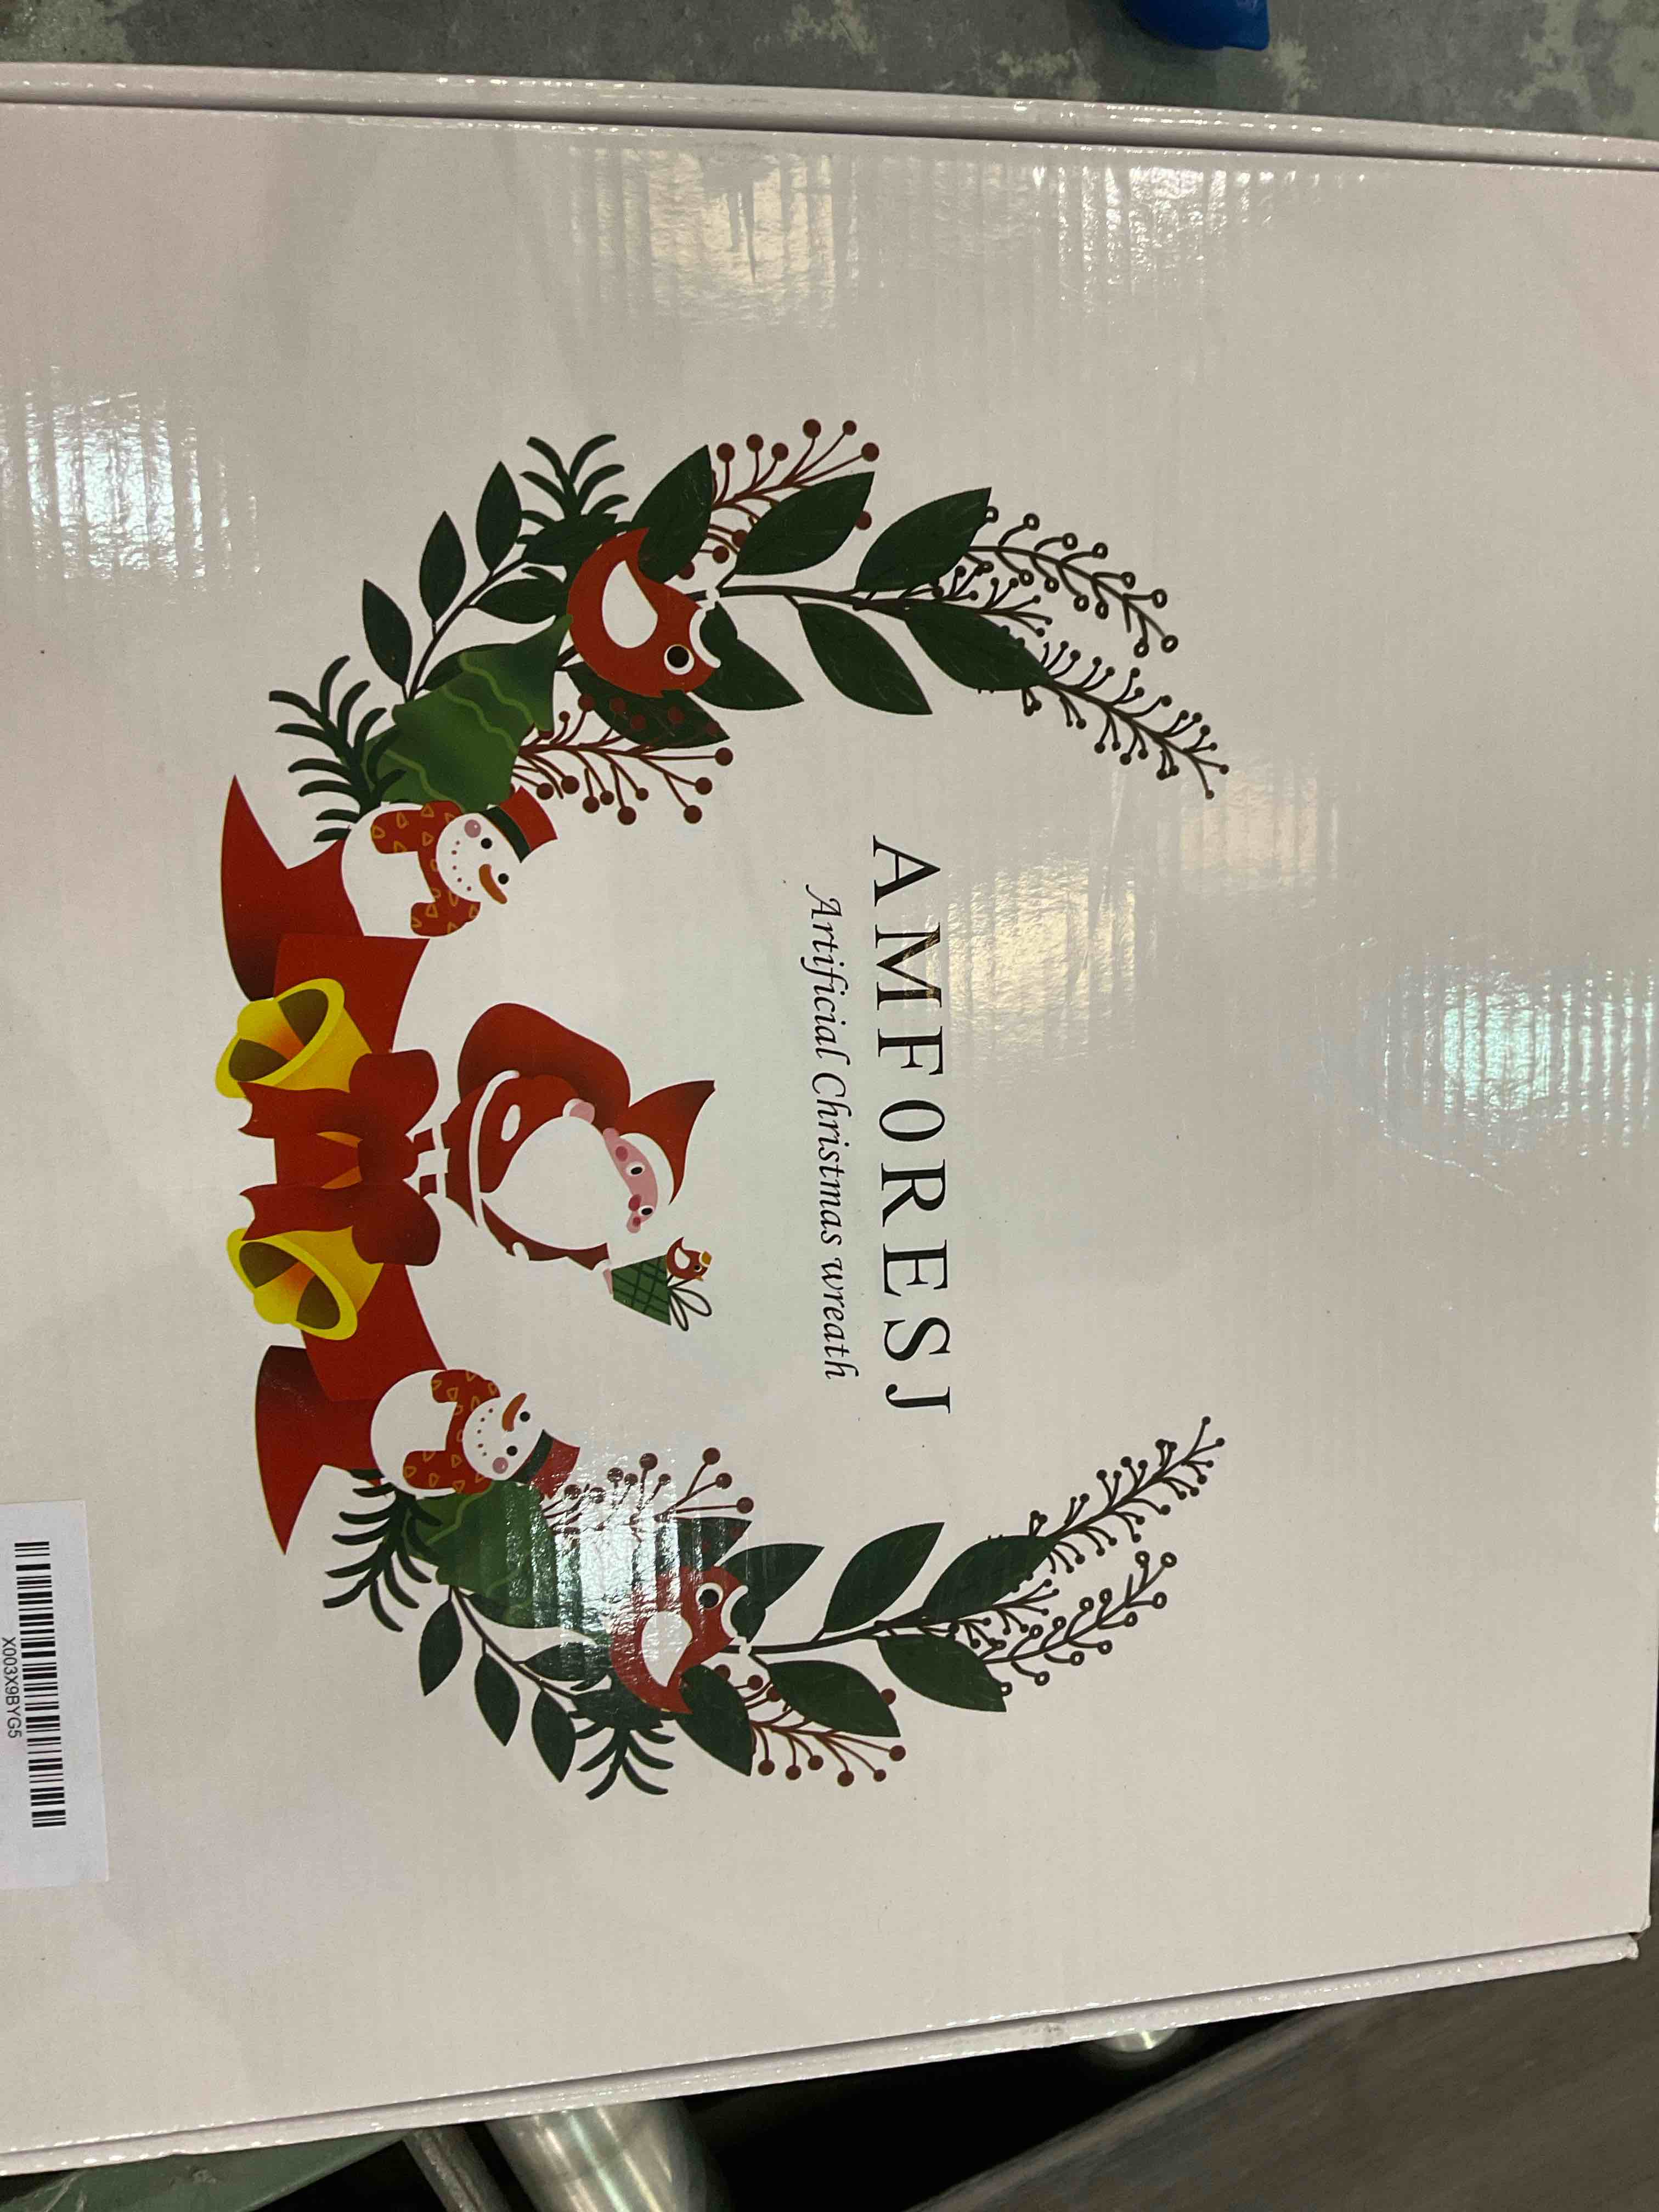 AMFORESJ
Artificial Christmas wreath
X003X9BYG5